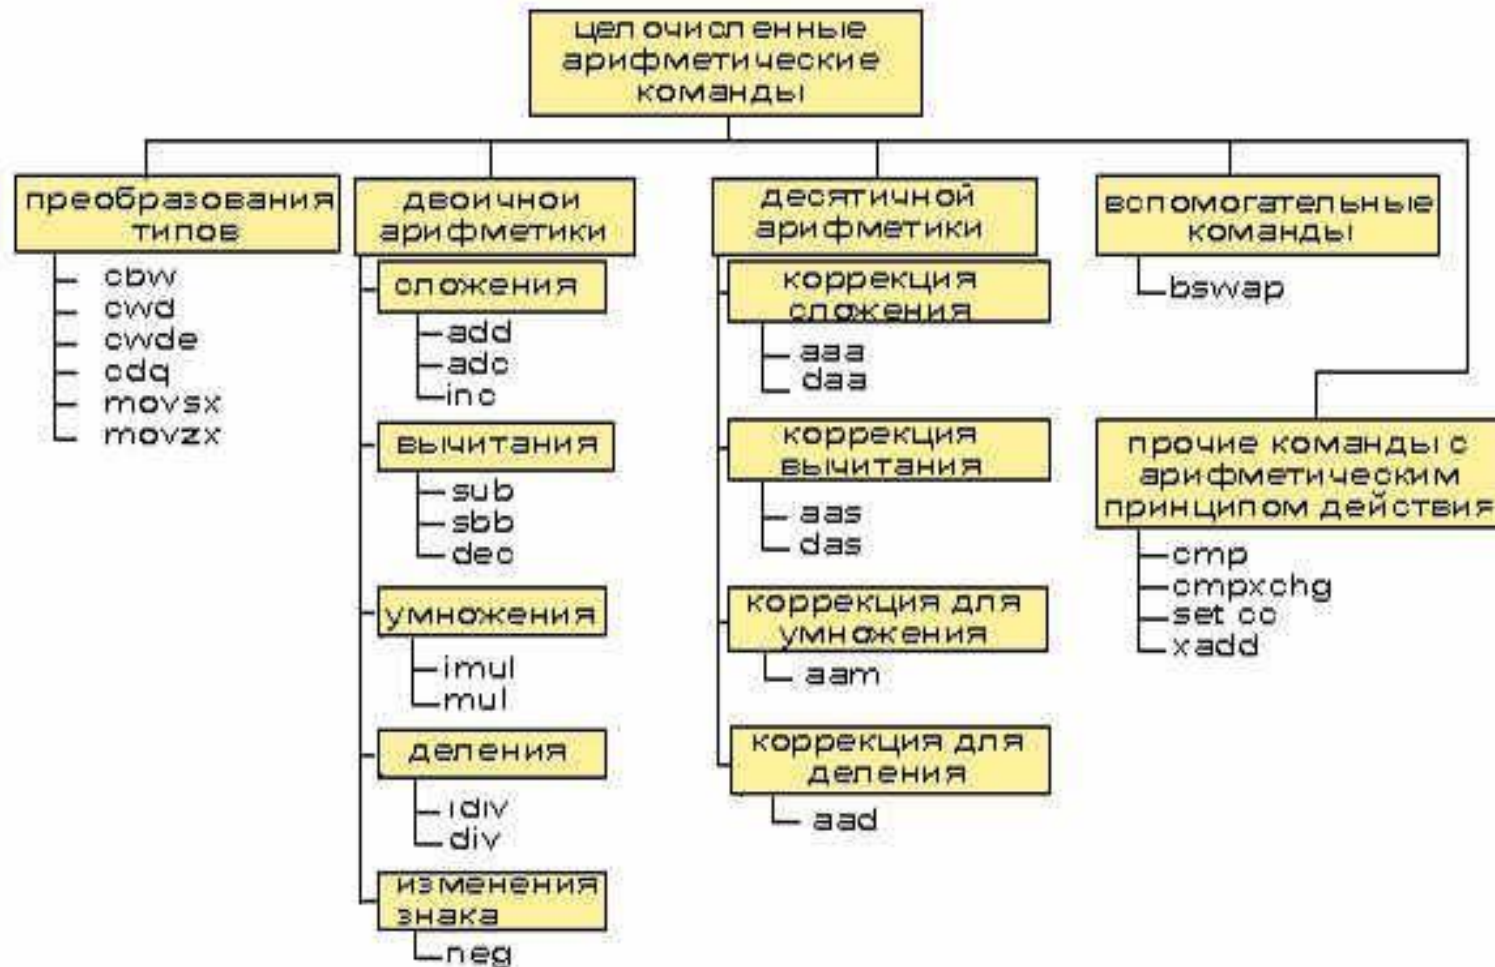 целочисленные
арифметические
команды
преобразования
типов
cbw
cwd
cwde
cdq
movsx
movzx
двоичной
арифметики
сложения
add
adc
inc
вычитания
sub
sbb
dec
умножения
imul
mul
деления
idiv
div
изменения
знака
neg
десятичной
арифметики
коррекция
сложения
aaa
daa
коррекция
вычитания
aas
das
коррекция для
умножения
aam
коррекция для
деления
aad
вспомогательные
команды
bswap
прочие команды с
арифметическим
принципом действия
cmp
cmpxchg
set cc
xadd